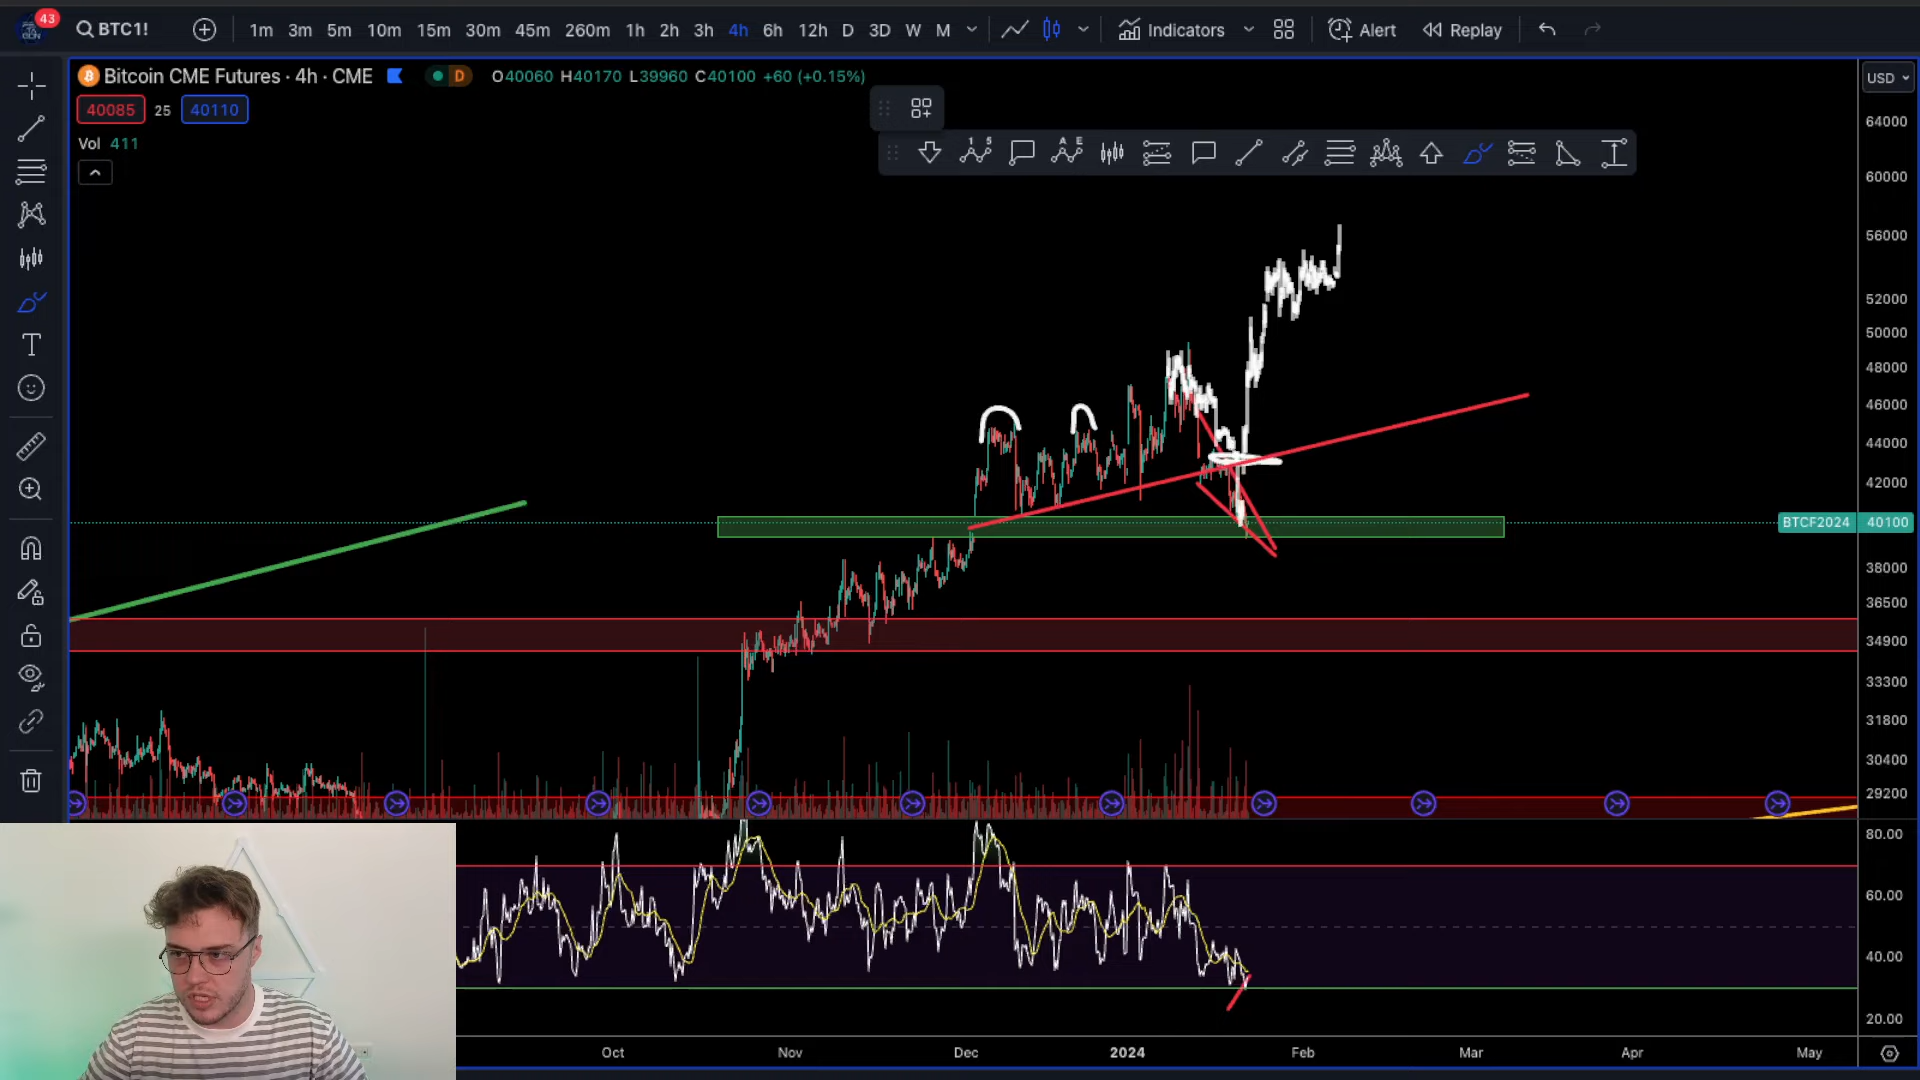 43
BTC1!
1m 3m 5m 10m 15m 30m 45m 260m 1h 2h 3h 4h 6h 12h D 3D W M
Indicators
Alert
Replay
Bitcoin CME Futures · 4h · CME
D
O40060 H40170 L39960 C40100 +60 (+0.15%)
USD
40085 25 40110
Vol 411
1 5
A E
64000
60000
56000
52000
50000
48000
46000
44000
42000
BTCF2024 40100
38000
36500
34900
33300
31800
30400
29200
80.00
60.00
40.00
20.00
Oct Nov Dec 2024 Feb Mar Apr May